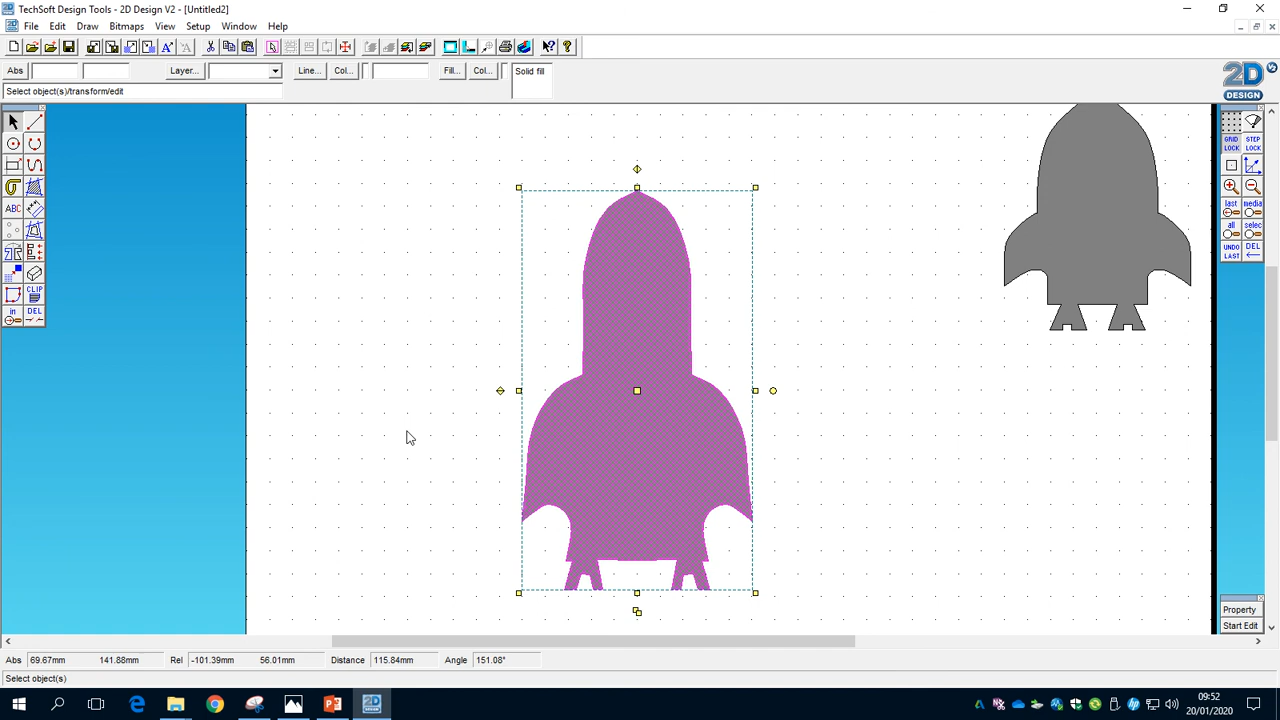 TechSoft Design Tools - 2D Design V2 - [Untitled2]
File Edit Draw Bitmaps View Setup Window Help
Abs Layer... Line... Col... Fill... Col... Solid fill
Select object(s)/transform/edit
V2
2D
DESIGN
GRID LOCK STEP LOCK
ABC
last media
all selec
UNDO LAST DEL
CLIP
in DEL
Property
Start Edit
Abs 69.67mm 141.88mm Rel -101.39mm 56.01mm Distance 115.84mm Angle 151.08°
Select object(s)
09:52
20/01/2020